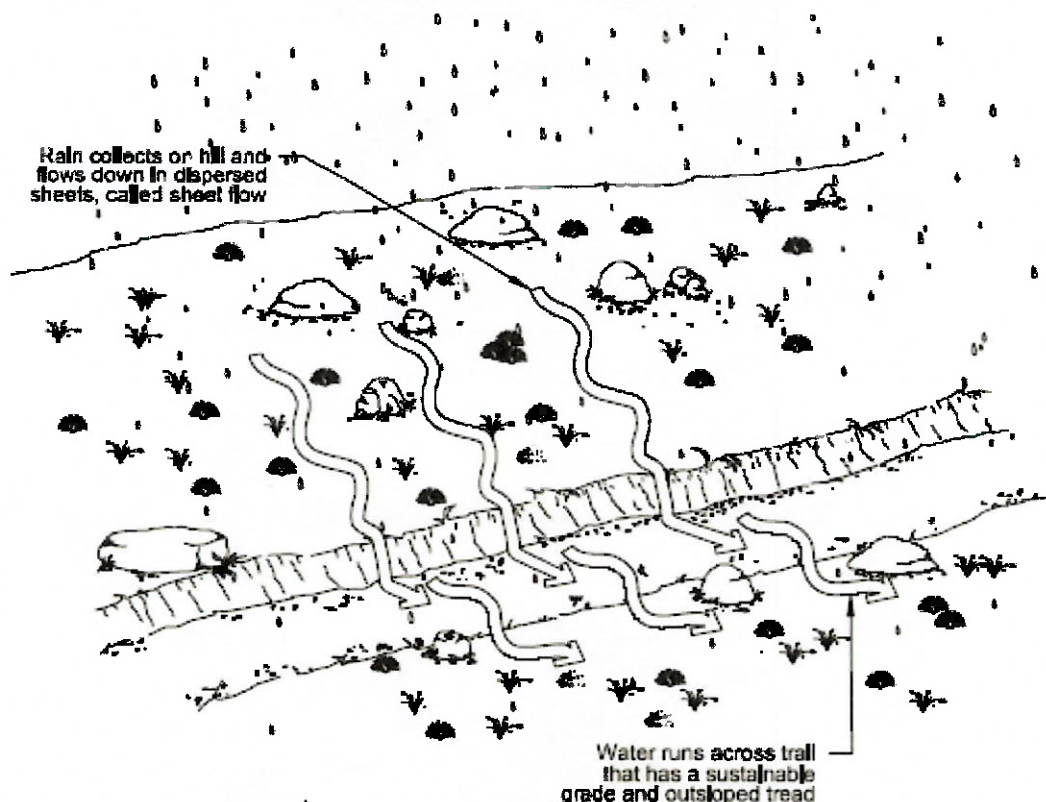 Rain collects on hill and
flows down in dispersed
sheets, called sheet flow
Water runs across trail
that has a sustainable
grade and outsloped tread